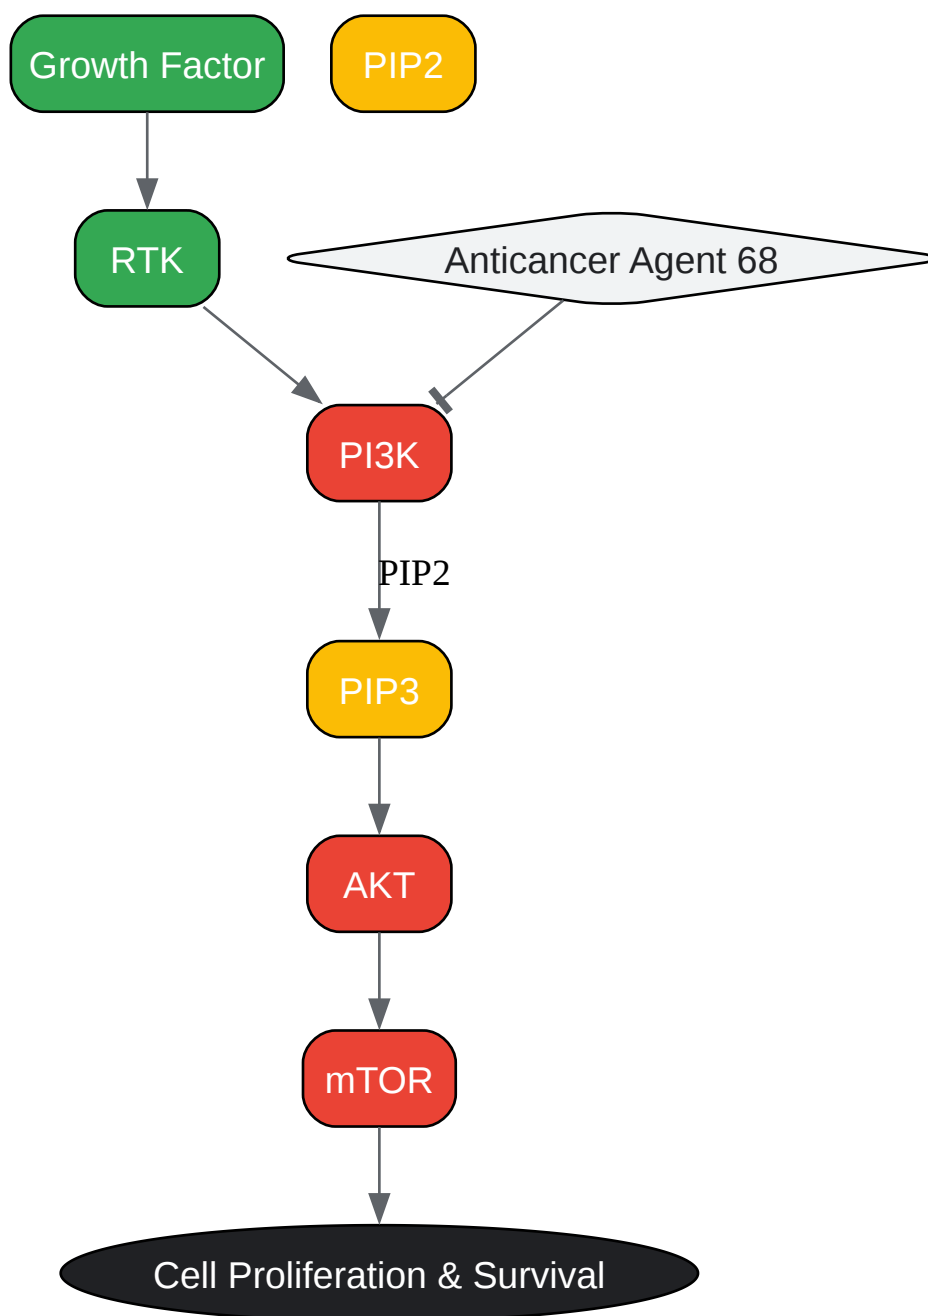 Growth Factor
PIP2
RTK
Anticancer Agent 68
PI3K
PIP2
PIP3
AKT
mTOR
Cell Proliferation & Survival